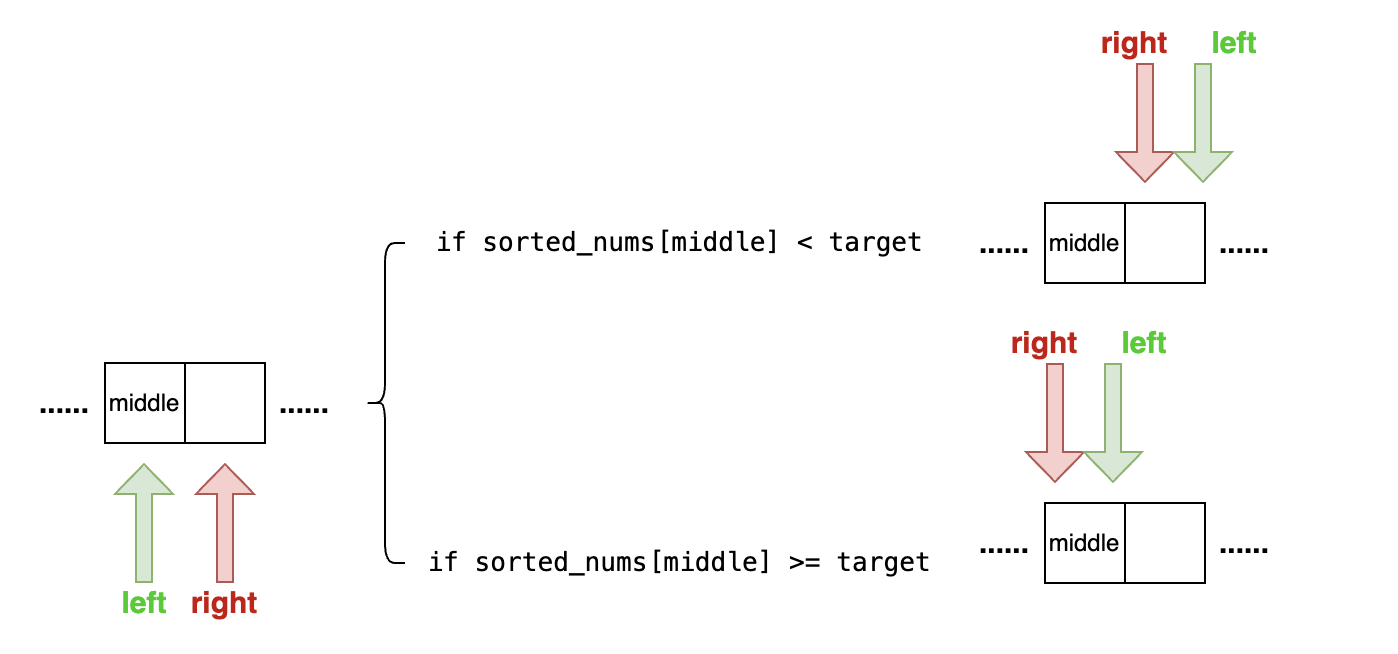 right left
if sorted_nums[middle] < target
...... middle ......
right left
...... middle ......
if sorted_nums[middle] >= target
...... middle ......
left right